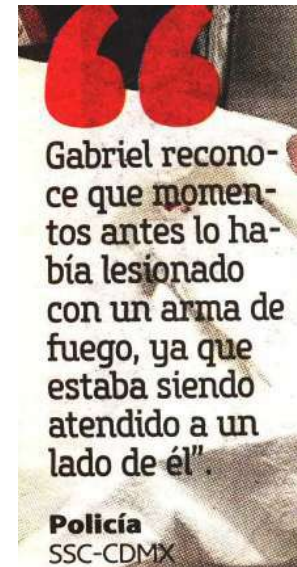 “
Gabriel recono-
ce que momen-
tos antes lo ha-
bía lesionado
con un arma de
fuego, ya que
estaba siendo
atendido a un
lado de él”.
Policía
SSC-CDMX